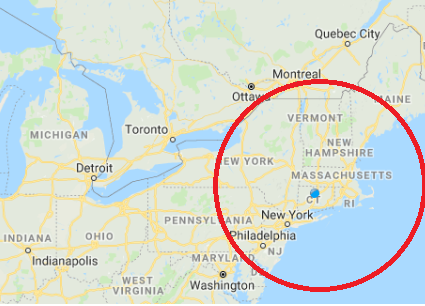 Quebec City
Montreal
Ottawa
MAINE
VERMONT
Toronto
MICHIGAN
NEW
HAMPSHIRE
NEW YORK
MASSACHUSETTS
Detroit
CT
RI
PENNSYLVANIA
New York
OHIO
INDIANA
Philadelphia
Indianapolis
MARYLAND
NJ
DE
Washington
WEST
VIRGINIA